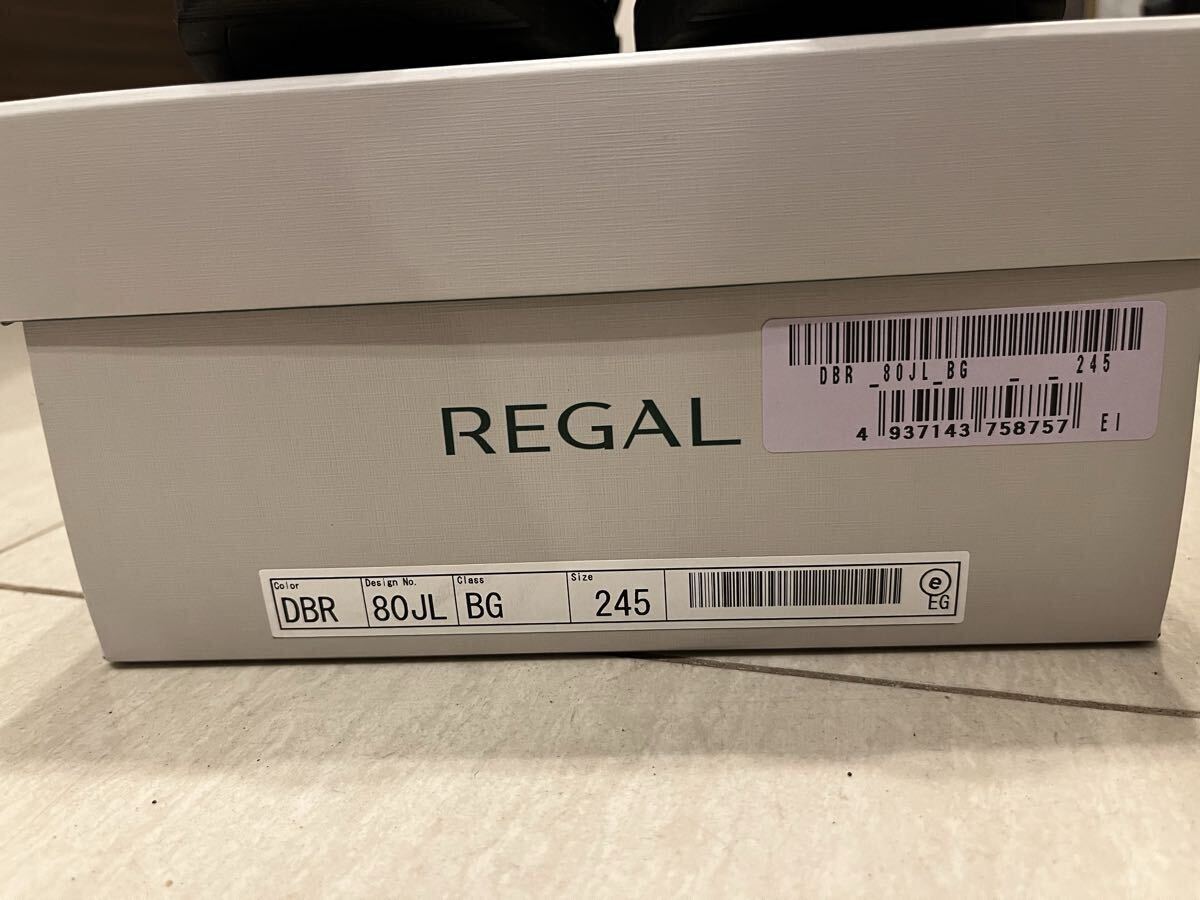 DBR _80JL_BG _ _ 245
4 937143 758757 EI
REGAL
Color Design No. Class Size
DBR 80JL BG 245 e
EG